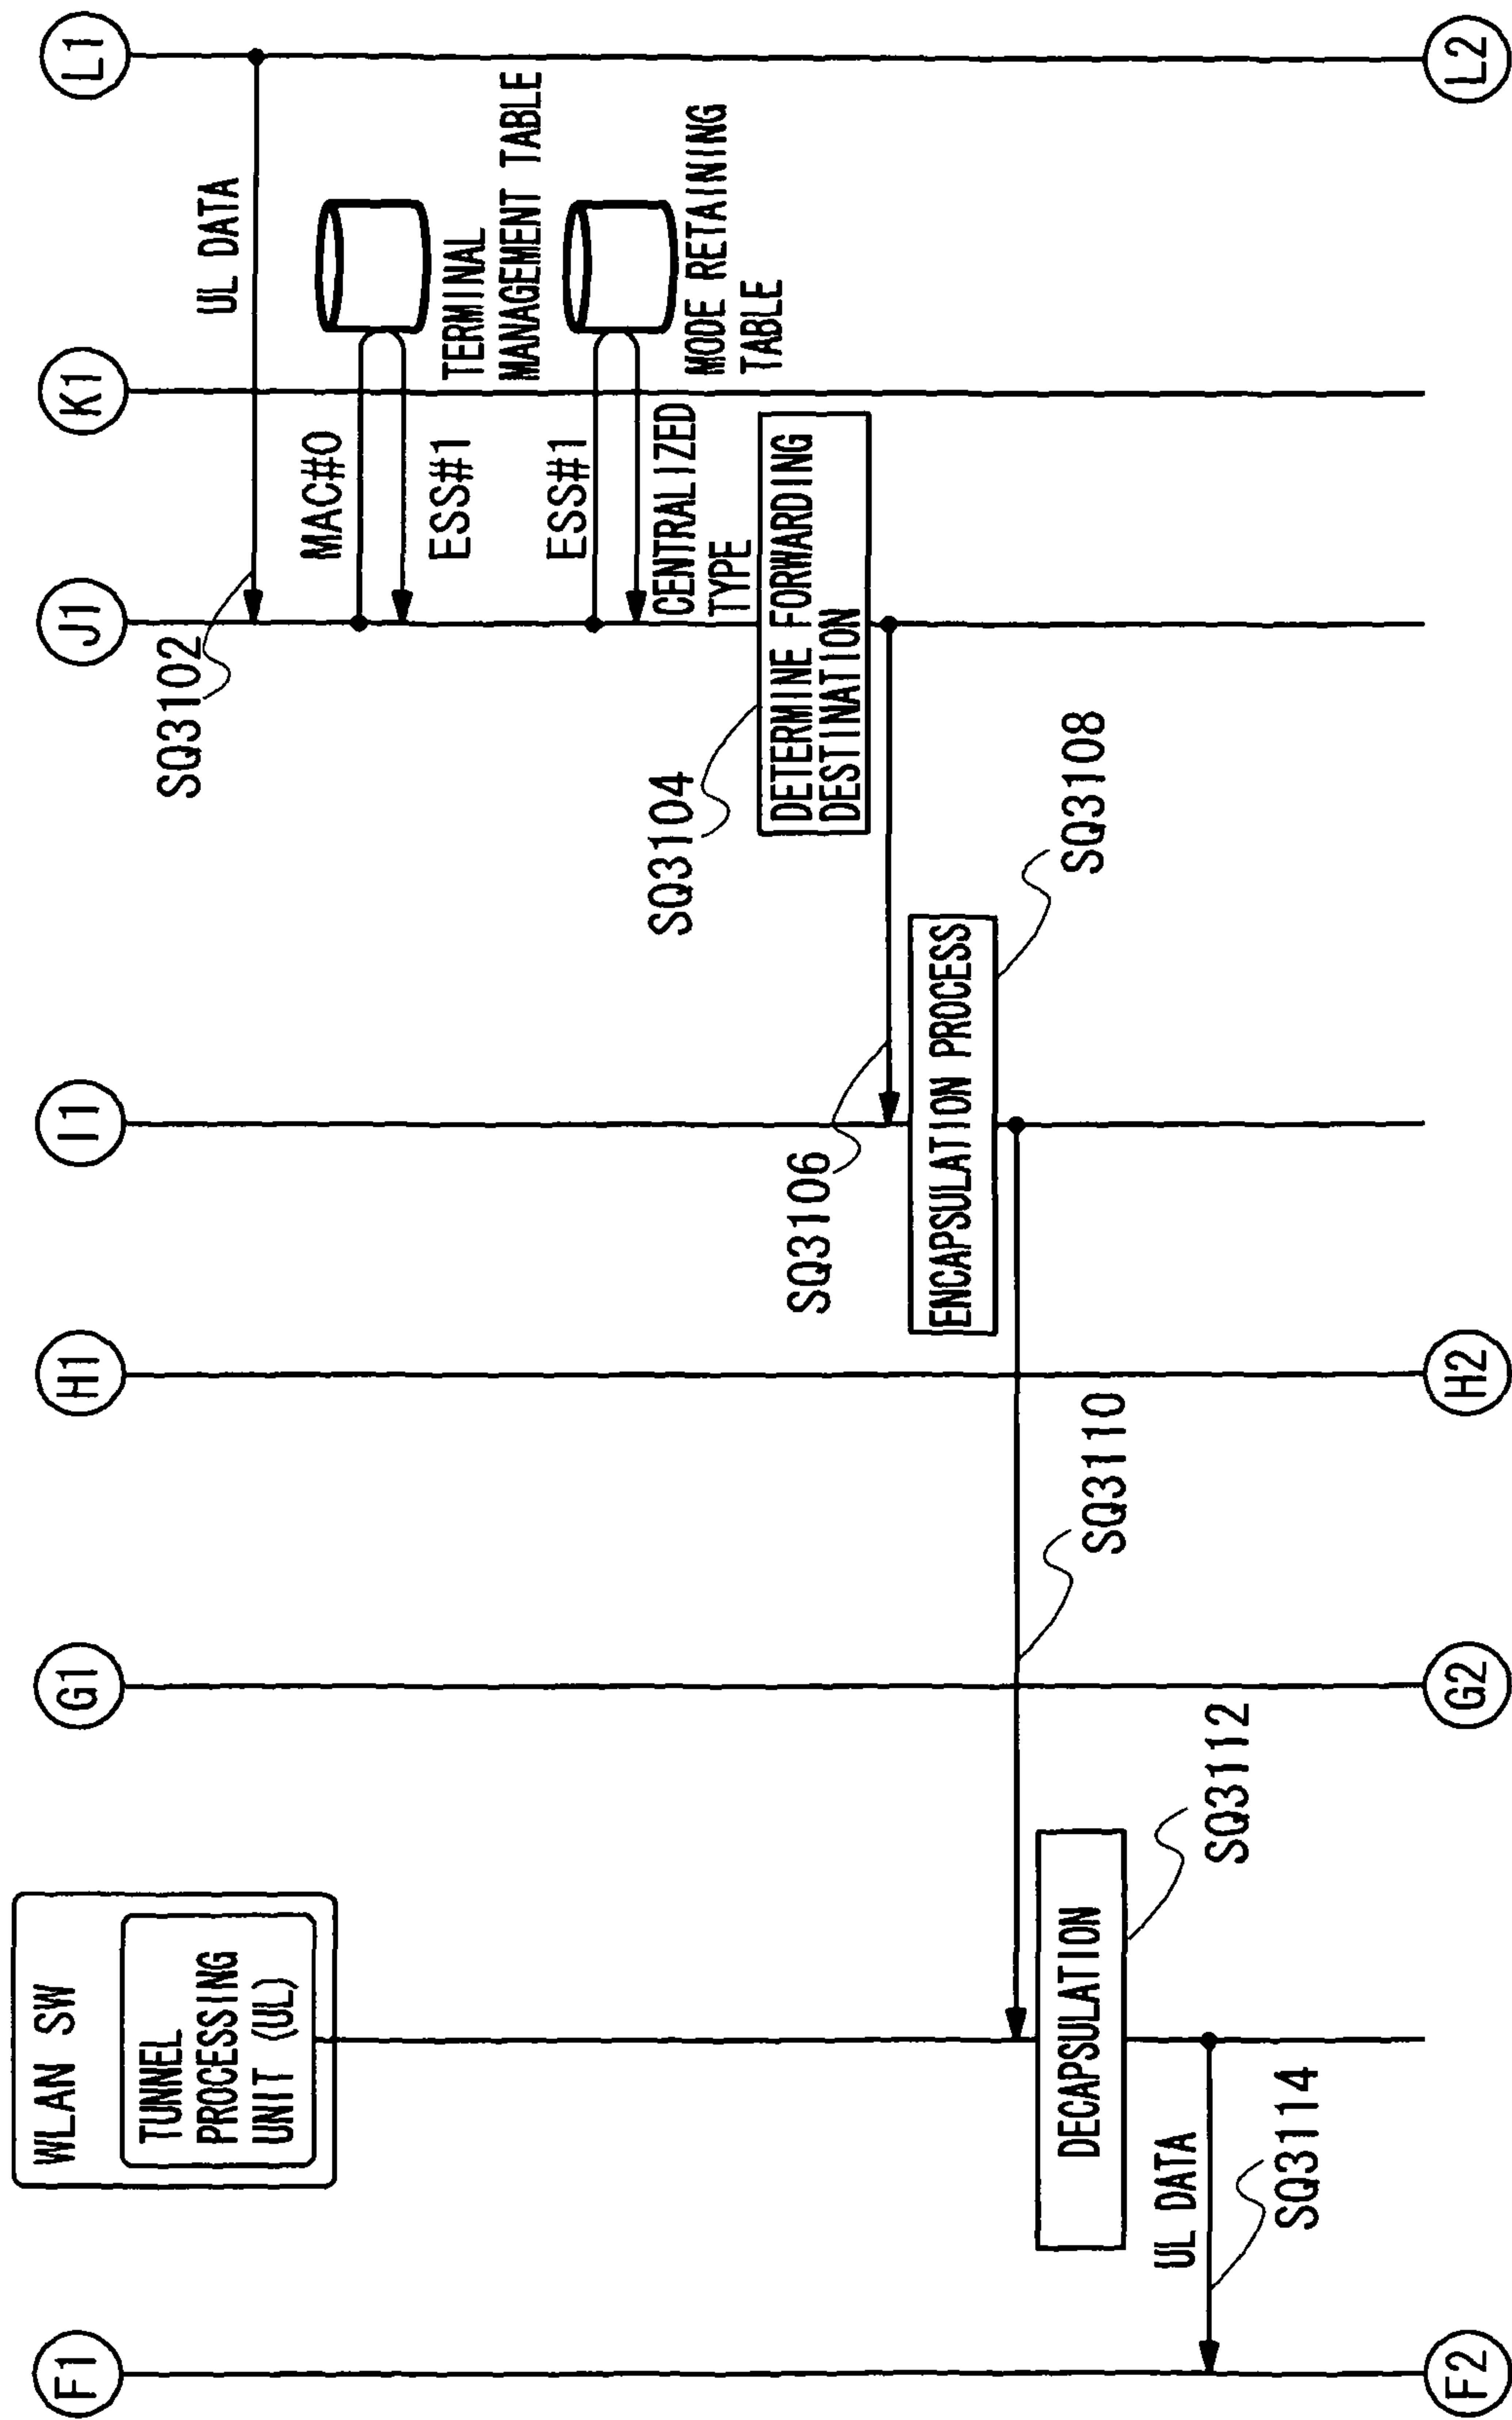 F1
G1
H1
I1
J1
K1
L1
WLAN SW
TUNNEL
PROCESSING
UNIT (UL)
SQ3102
UL DATA
MAC#0
ESS#1
TERMINAL
MANAGEMENT TABLE
ESS#1
CENTRALIZED
TYPE
MODE RETAINING
TABLE
SQ3104
DETERMINE FORWARDING
DESTINATION
SQ3106
ENCAPSULATION PROCESS
SQ3108
SQ3110
DECAPSULATION
SQ3112
UL DATA
SQ3114
F2
G2
H2
L2